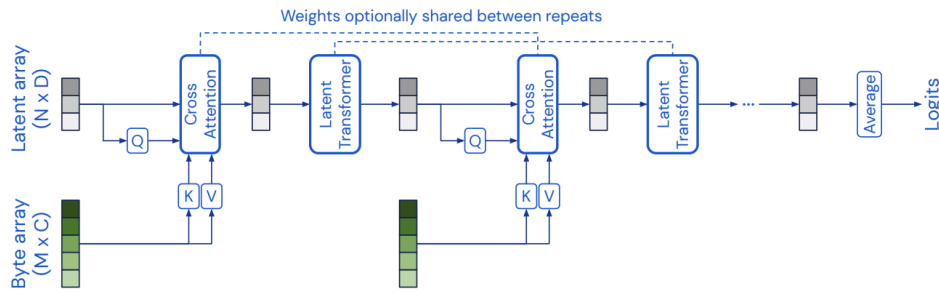 Weights optionally shared between repeats
Latent array
(N x D)
Cross
Attention
Latent
Transformer
Cross
Attention
Latent
Transformer
...
Average
Logits
Q
Q
K
V
K
V
Byte array
(M x C)